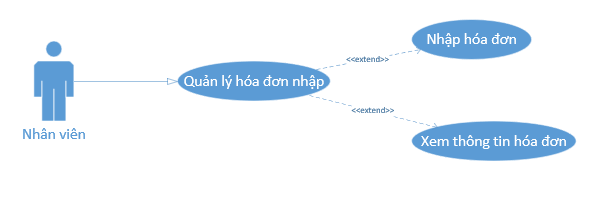 Nhập hóa đơn
<<extend>>
Quản lý hóa đơn nhập
<<extend>>
Nhân viên
Xem thông tin hóa đơn